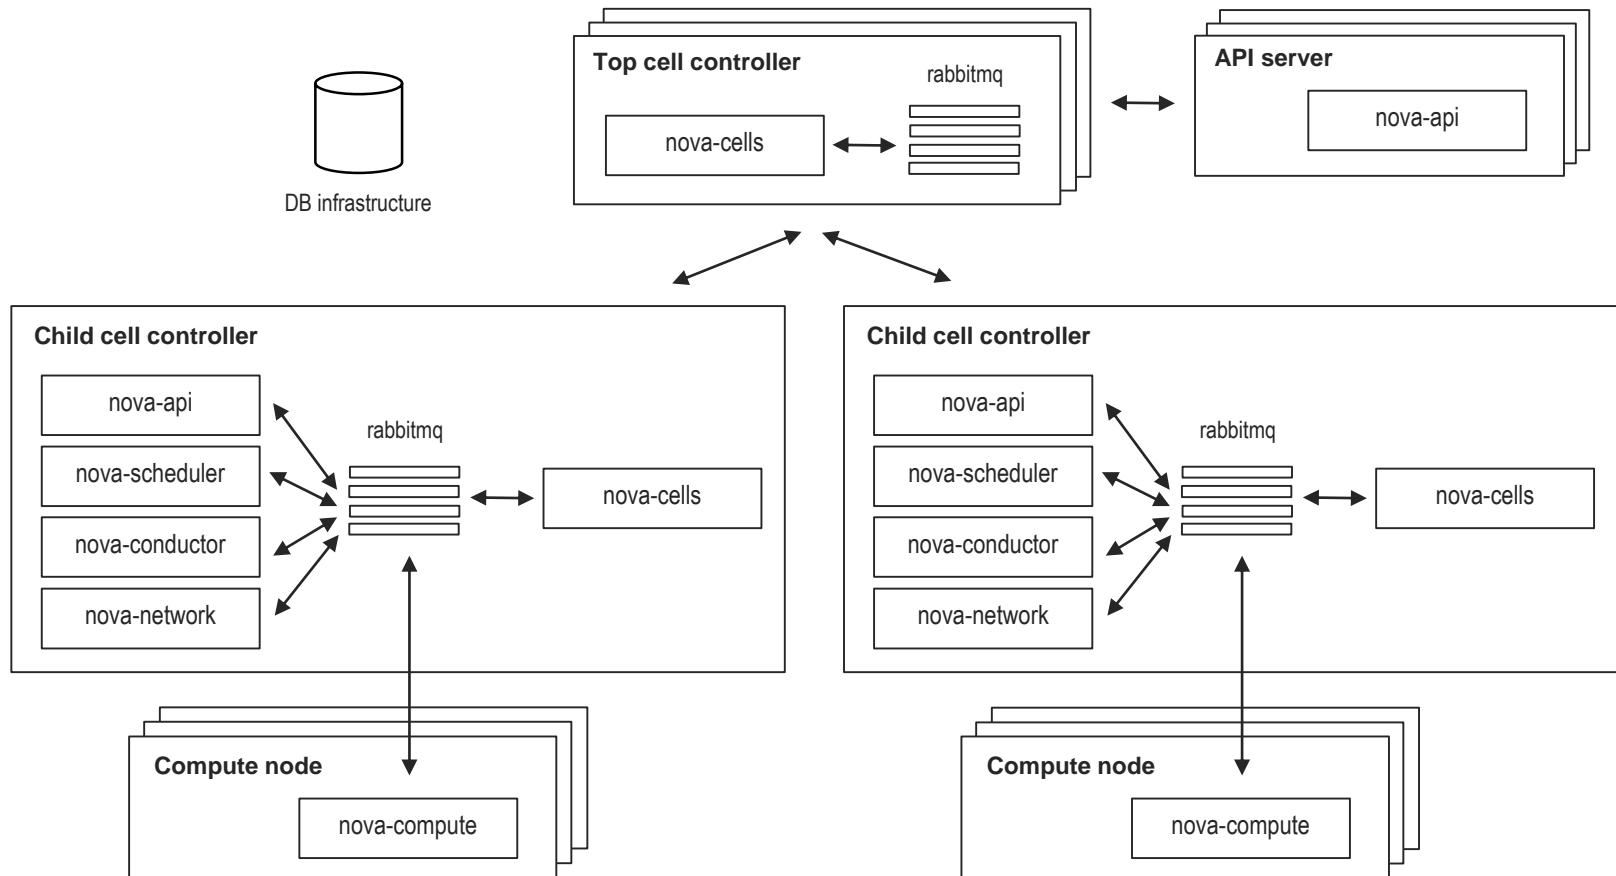 Top cell controller
rabbitmq
nova-cells
API server
nova-api
DB infrastructure
Child cell controller
nova-api
nova-scheduler
nova-conductor
nova-network
rabbitmq
nova-cells
Child cell controller
nova-api
nova-scheduler
nova-conductor
nova-network
rabbitmq
nova-cells
Compute node
nova-compute
Compute node
nova-compute